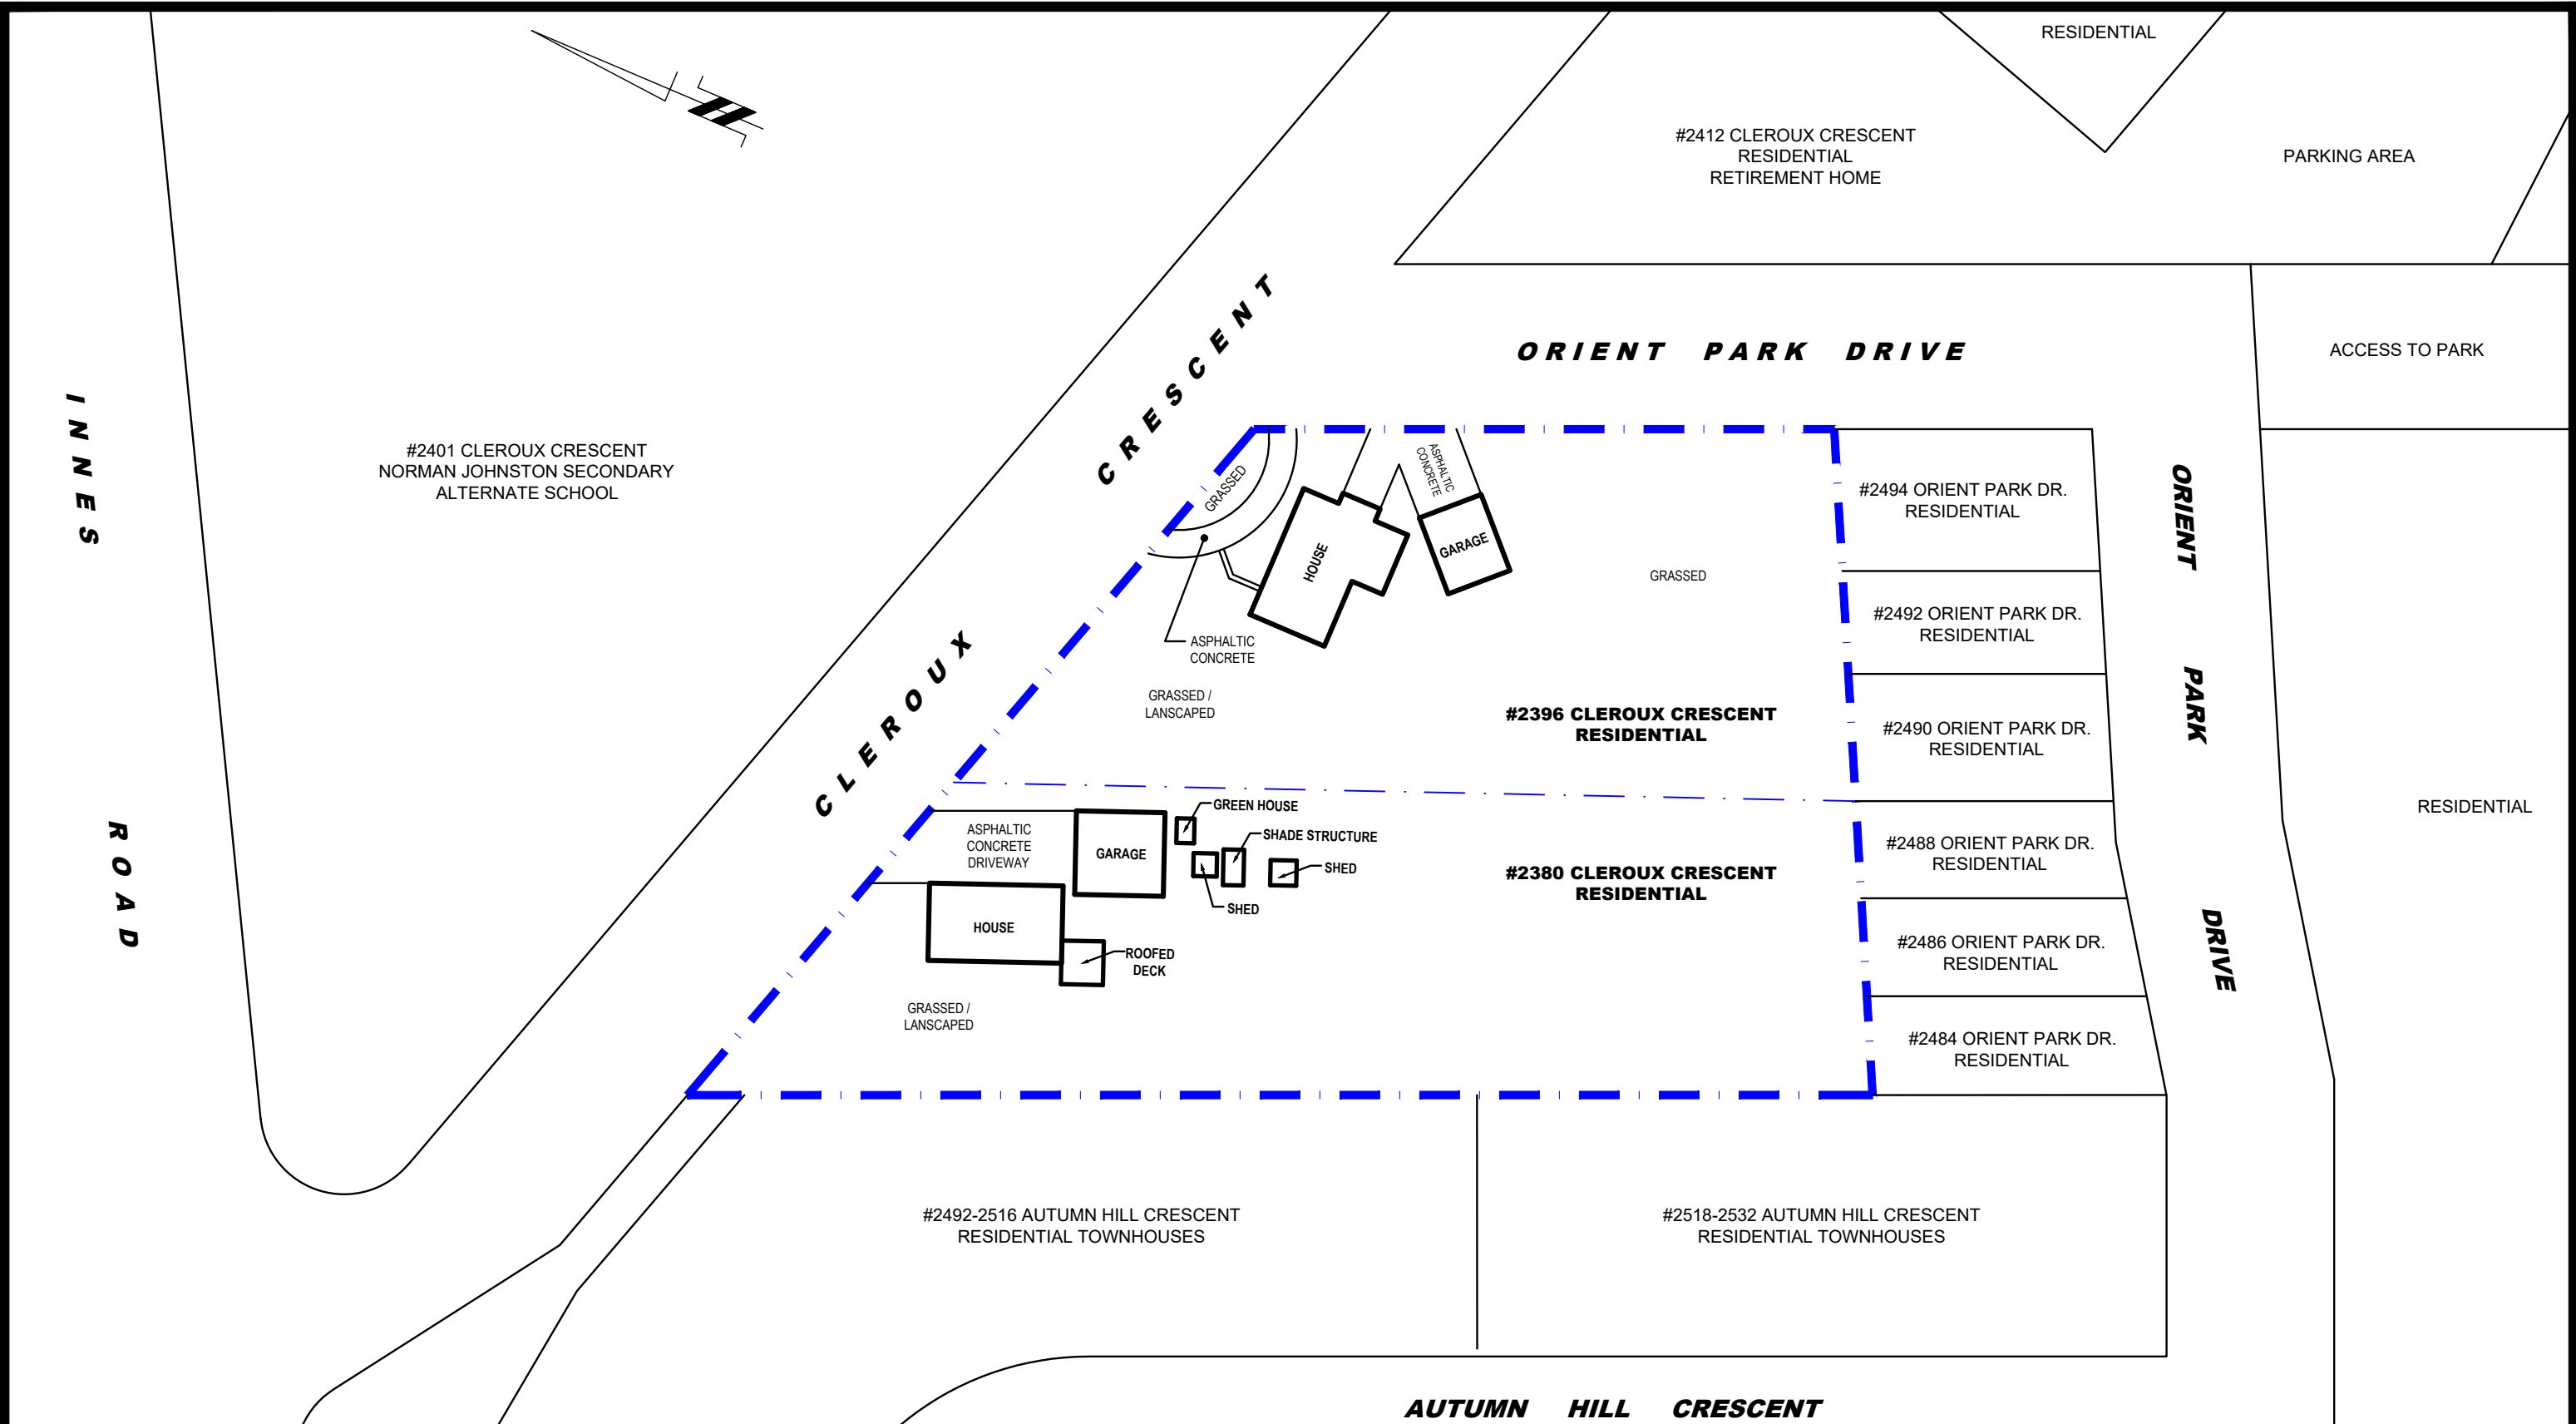 RESIDENTIAL
#2412 CLEROUX CRESCENT
RESIDENTIAL
RETIREMENT HOME
PARKING AREA
ORIENT PARK DRIVE
ACCESS TO PARK
INNES ROAD
#2401 CLEROUX CRESCENT
NORMAN JOHNSTON SECONDARY
ALTERNATE SCHOOL
CLEROUX CRESCENT
GRASSED
ASPHALTIC
CONCRETE
HOUSE
GARAGE
GRASSED
ASPHALTIC
CONCRETE
GRASSED /
LANSCAPED
#2396 CLEROUX CRESCENT
RESIDENTIAL
#2494 ORIENT PARK DR.
RESIDENTIAL
#2492 ORIENT PARK DR.
RESIDENTIAL
#2490 ORIENT PARK DR.
RESIDENTIAL
#2488 ORIENT PARK DR.
RESIDENTIAL
#2486 ORIENT PARK DR.
RESIDENTIAL
#2484 ORIENT PARK DR.
RESIDENTIAL
ORIENT PARK DRIVE
RESIDENTIAL
ASPHALTIC
CONCRETE
DRIVEWAY
GARAGE
GREEN HOUSE
SHADE STRUCTURE
SHED
SHED
HOUSE
ROOFED
DECK
#2380 CLEROUX CRESCENT
RESIDENTIAL
GRASSED /
LANSCAPED
#2492-2516 AUTUMN HILL CRESCENT
RESIDENTIAL TOWNHOUSES
#2518-2532 AUTUMN HILL CRESCENT
RESIDENTIAL TOWNHOUSES
AUTUMN HILL CRESCENT